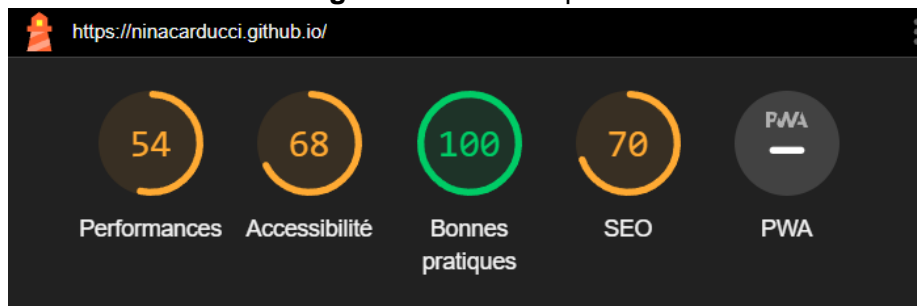 https://ninacarducci.github.io/
54 68 100 70 PWA
Performances Accessibilité Bonnes pratiques SEO PWA